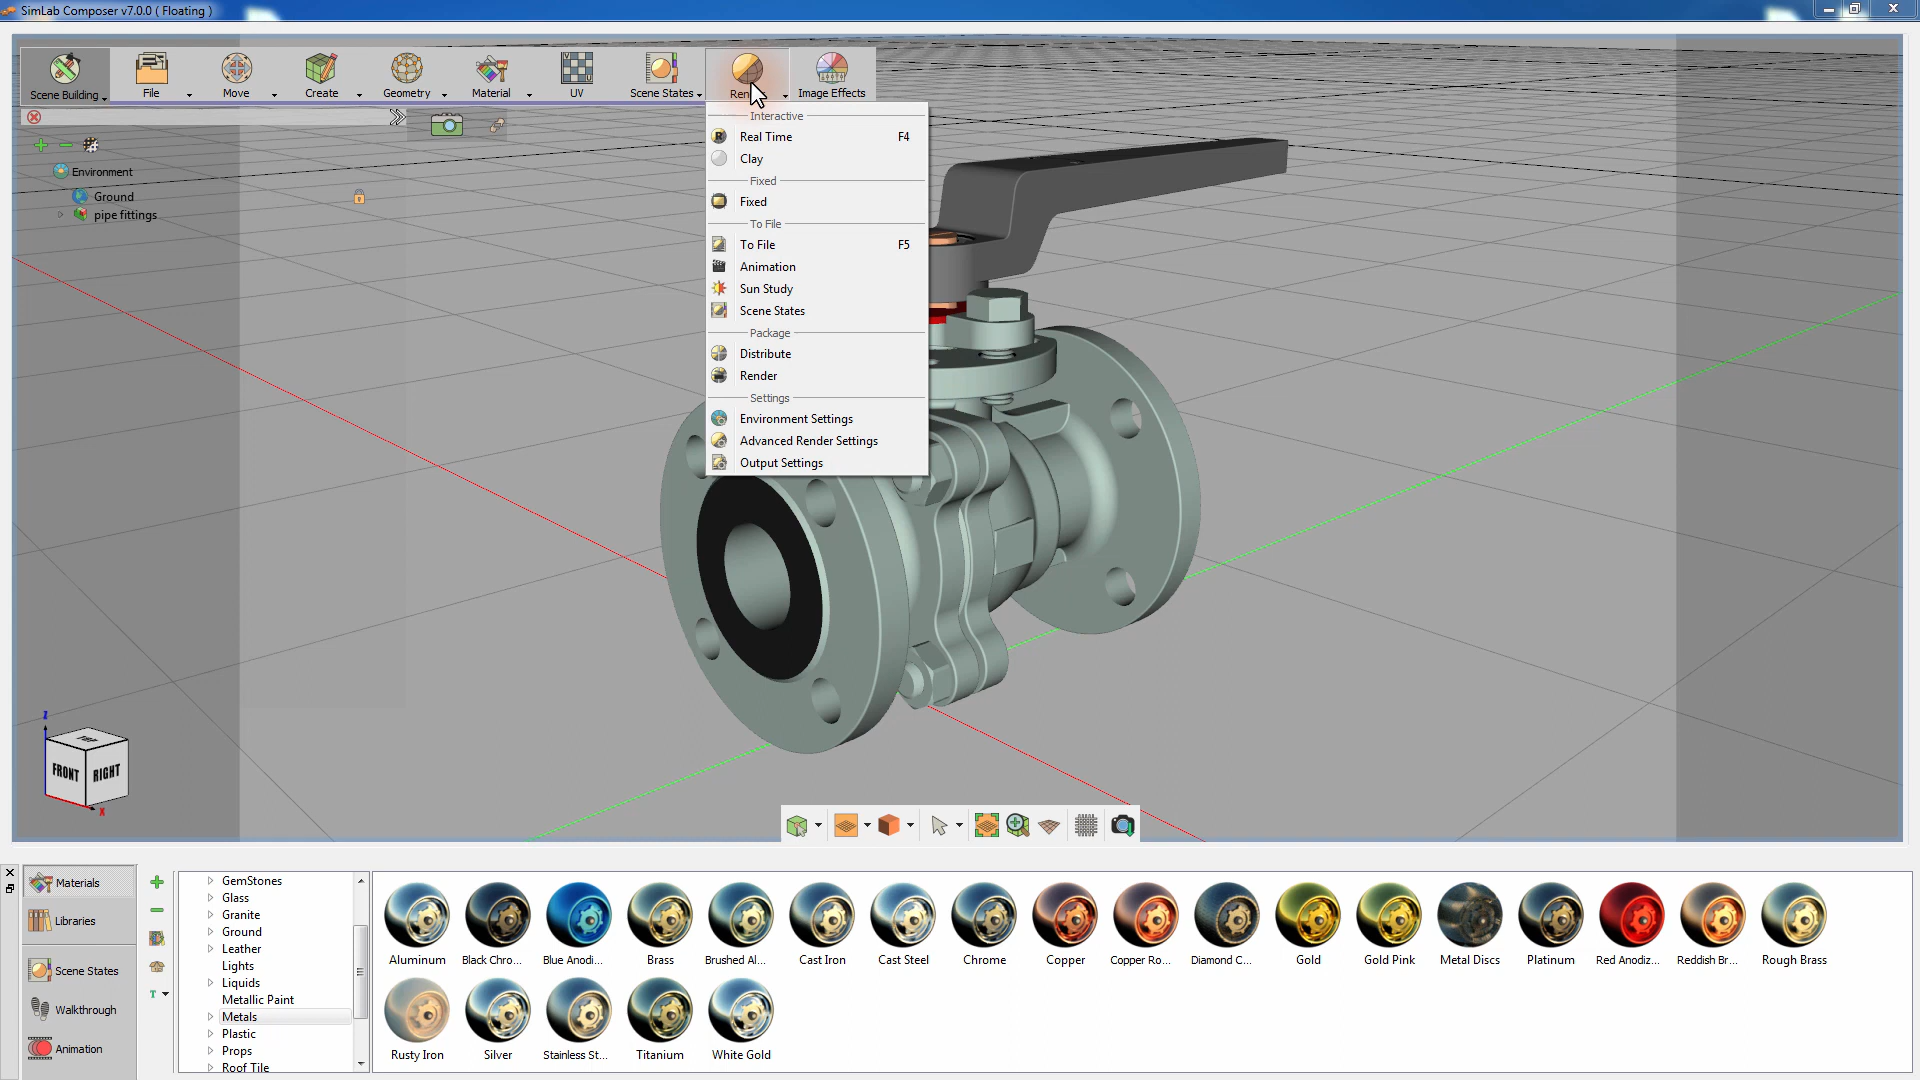 SimLab Composer v7.0.0 ( Floating )
Scene Building
File
Move
Create
Geometry
Material
UV
Scene States
Ren
Image Effects
Interactive
Real Time F4
Clay
Fixed
Fixed
To File
To File F5
Animation
Sun Study
Scene States
Package
Distribute
Render
Settings
Environment Settings
Advanced Render Settings
Output Settings
Environment
Ground
pipe fittings
Z
TOP
FRONT
RIGHT
X
Materials
Libraries
Scene States
Walkthrough
Animation
T
GemStones
Glass
Granite
Ground
Leather
Lights
Liquids
Metallic Paint
Metals
Plastic
Props
Roof Tile
Aluminum
Black Chro...
Blue Anodi...
Brass
Brushed Al...
Cast Iron
Cast Steel
Chrome
Copper
Copper Ro...
Diamond C...
Gold
Gold Pink
Metal Discs
Platinum
Red Anodiz...
Reddish Br...
Rough Brass
Rusty Iron
Silver
Stainless St...
Titanium
White Gold